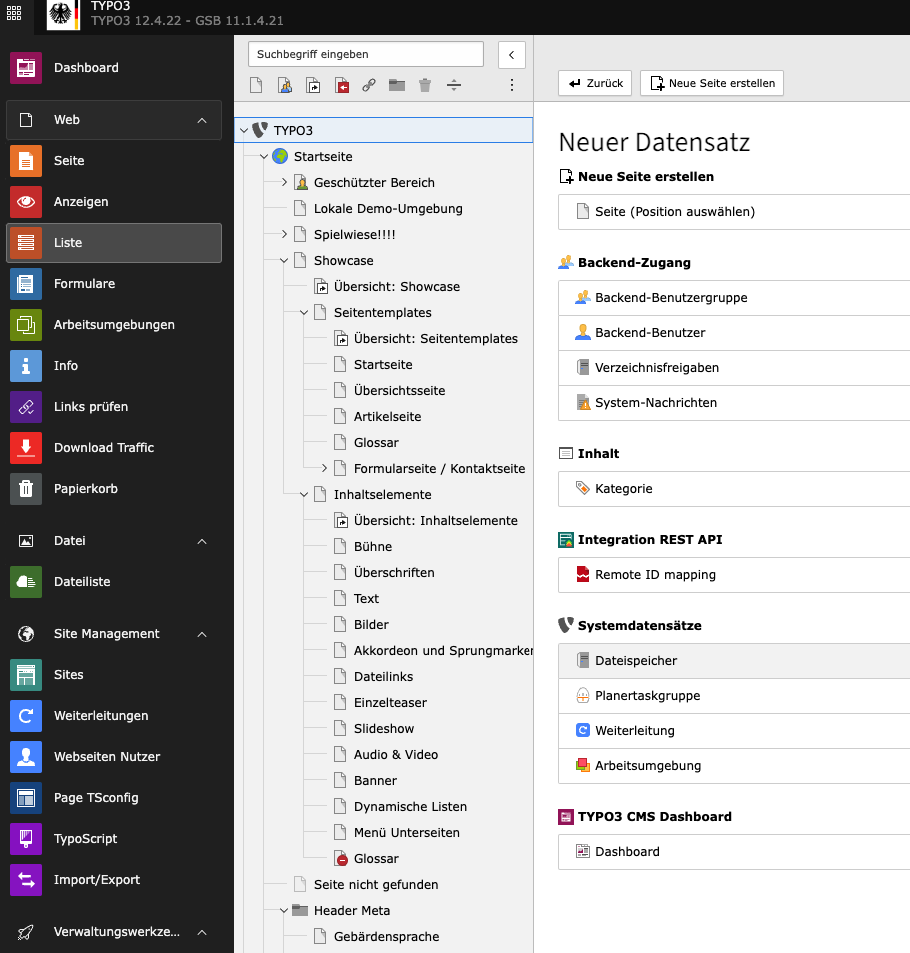 TYPO3
TYPO3 12.4.22 - GSB 11.1.4.21
Dashboard
Web
Seite
Anzeigen
Liste
Formulare
Arbeitsumgebungen
Info
Links prüfen
Download Traffic
Papierkorb
Datei
Dateiliste
Site Management
Sites
Weiterleitungen
Webseiten Nutzer
Page TSconfig
TypoScript
Import/Export
Verwaltungswerkze...
Suchbegriff eingeben
TYPO3
Startseite
Geschützter Bereich
Lokale Demo-Umgebung
Spielwiese!!!!
Showcase
Übersicht: Showcase
Seitentemplates
Übersicht: Seitentemplates
Startseite
Übersichtsseite
Artikelseite
Glossar
Formularseite / Kontaktseite
Inhaltselemente
Übersicht: Inhaltselemente
Bühne
Überschriften
Text
Bilder
Akkordeon und Sprungmarken
Dateilinks
Einzelteaser
Slideshow
Audio & Video
Banner
Dynamische Listen
Menü Unterseiten
Glossar
Seite nicht gefunden
Header Meta
Gebärdensprache
Zurück
Neue Seite erstellen
Neuer Datensatz
Neue Seite erstellen
Seite (Position auswählen)
Backend-Zugang
Backend-Benutzergruppe
Backend-Benutzer
Verzeichnisfreigaben
System-Nachrichten
Inhalt
Kategorie
Integration REST API
Remote ID mapping
Systemdatensätze
Dateispeicher
Planertaskgruppe
Weiterleitung
Arbeitsumgebung
TYPO3 CMS Dashboard
Dashboard